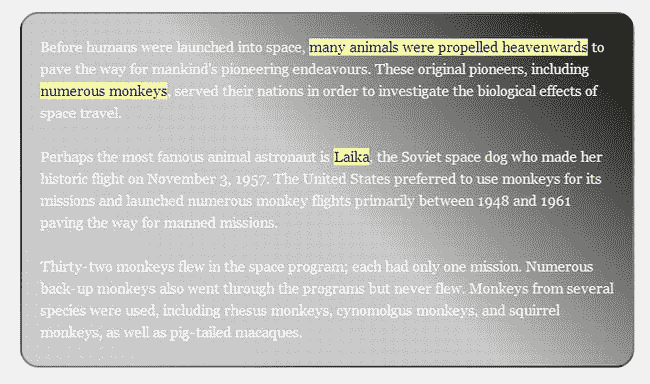 Before humans were launched into space, many animals were propelled heavenwards to
pave the way for mankind's pioneering endeavours. These original pioneers, including
numerous monkeys, served their nations in order to investigate the biological effects of
space travel.
Perhaps the most famous animal astronaut is Laika, the Soviet space dog who made her
historic flight on November 3, 1957. The United States preferred to use monkeys for its
missions and launched numerous monkey flights primarily between 1948 and 1961
paving the way for manned missions.
Thirty-two monkeys flew in the space program; each had only one mission. Numerous
back-up monkeys also went through the programs but never flew. Monkeys from several
species were used, including rhesus monkeys, cynomolgus monkeys, and squirrel
monkeys, as well as pig-tailed macaques.